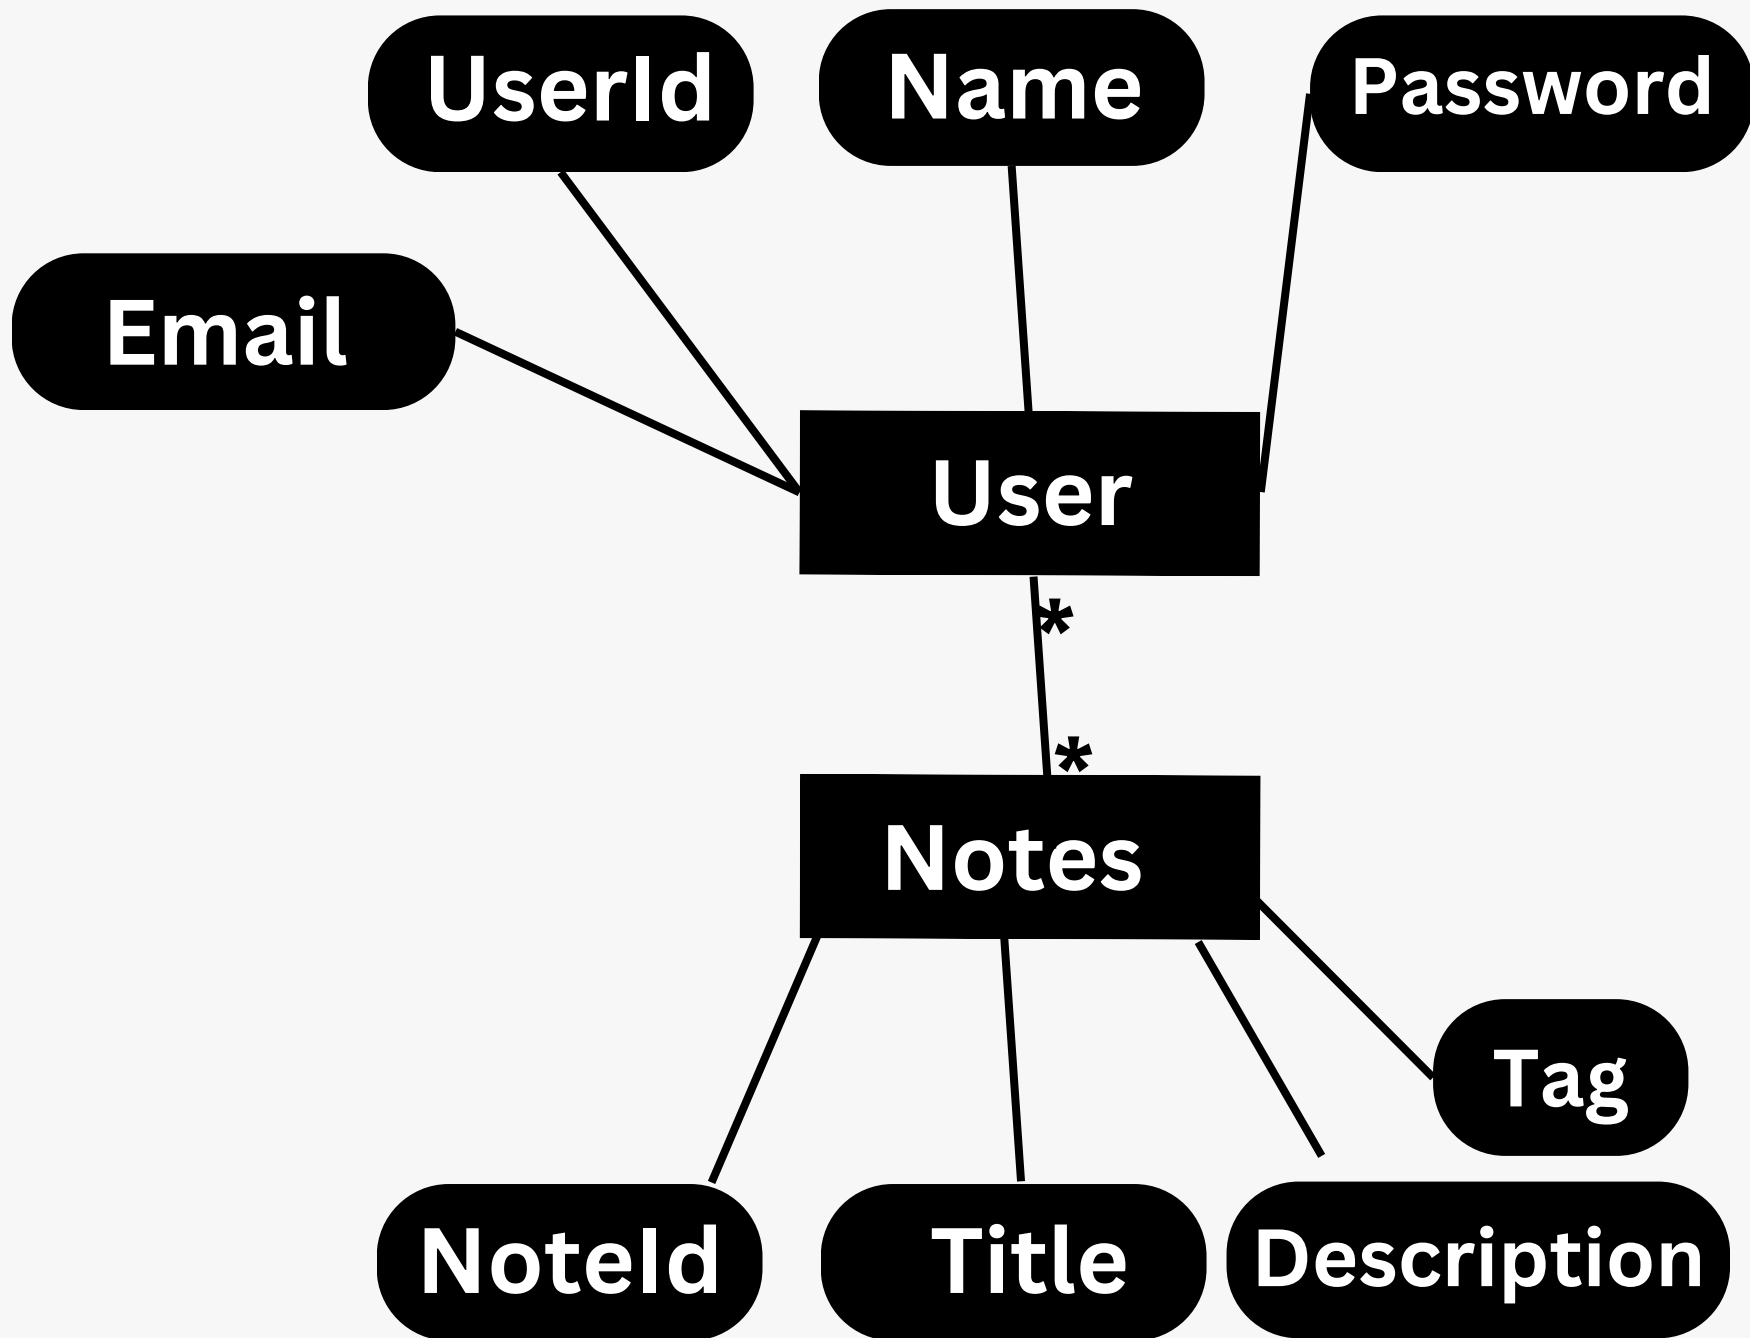 UserId
Name
Password
Email
User
*
*
Notes
Tag
NoteId
Title
Description